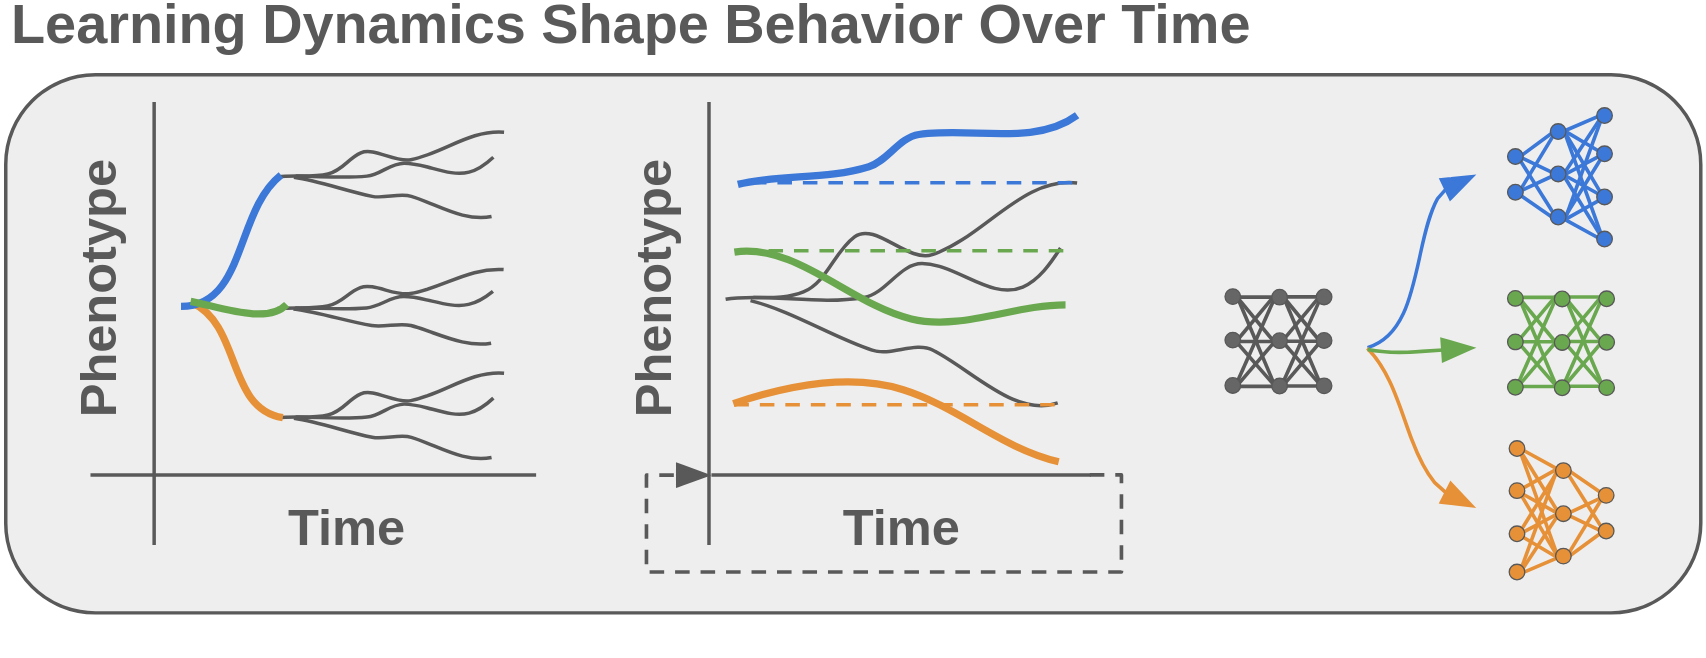 Learning Dynamics Shape Behavior Over Time
Phenotype
Time
Phenotype
Time